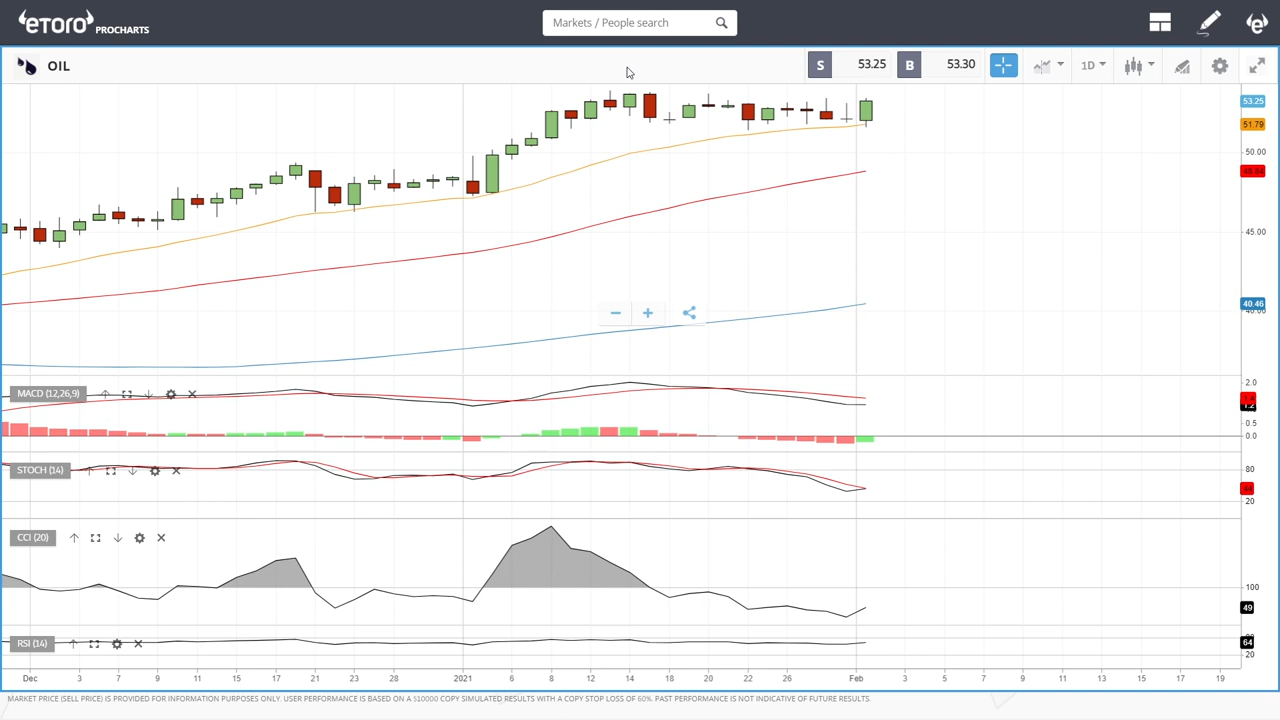 etoro PROCHARTS
Markets / People search
OIL
S 53.25 B 53.30 1D
53.25
51.79
50.00
45.00
40.46
MACD (12,26,9)
2.0
0.5
0.0
STOCH (14)
80
20
CCI (20)
100
49
RSI (14)
64
20
Dec 3 7 9 11 15 17 21 23 28 2021 6 8 12 14 18 20 22 26 Feb 3 5 7 9 11 15 17 19
MARKET PRICE (SELL PRICE) IS PROVIDED FOR INFORMATION PURPOSES ONLY. USER PERFORMANCE IS BASED ON A $10000 COPY SIMULATED RESULTS WITH A COPY STOP LOSS OF 60%. PAST PERFORMANCE IS NOT INDICATIVE OF FUTURE RESULTS.